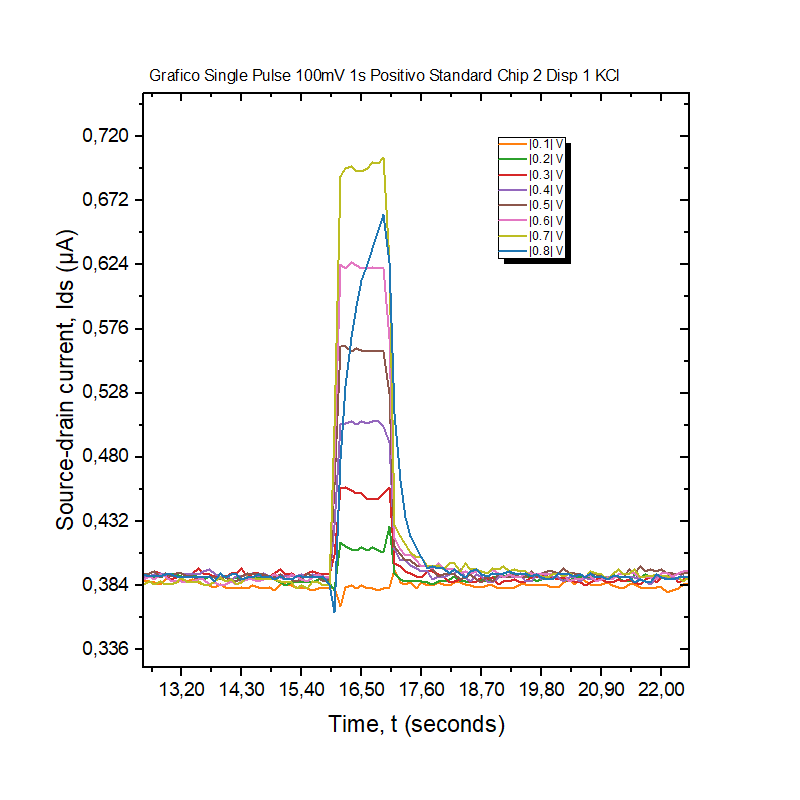 Grafico Single Pulse 100mV 1s Positivo Standard Chip 2 Disp 1 KCl
0,720
0,672
0,624
0,576
0,528
0,480
0,432
0,384
0,336
Source-drain current, Ids (µA)
|0.1| V
|0.2| V
|0.3| V
|0.4| V
|0.5| V
|0.6| V
|0.7| V
|0.8| V
13,20 14,30 15,40 16,50 17,60 18,70 19,80 20,90 22,00
Time, t (seconds)